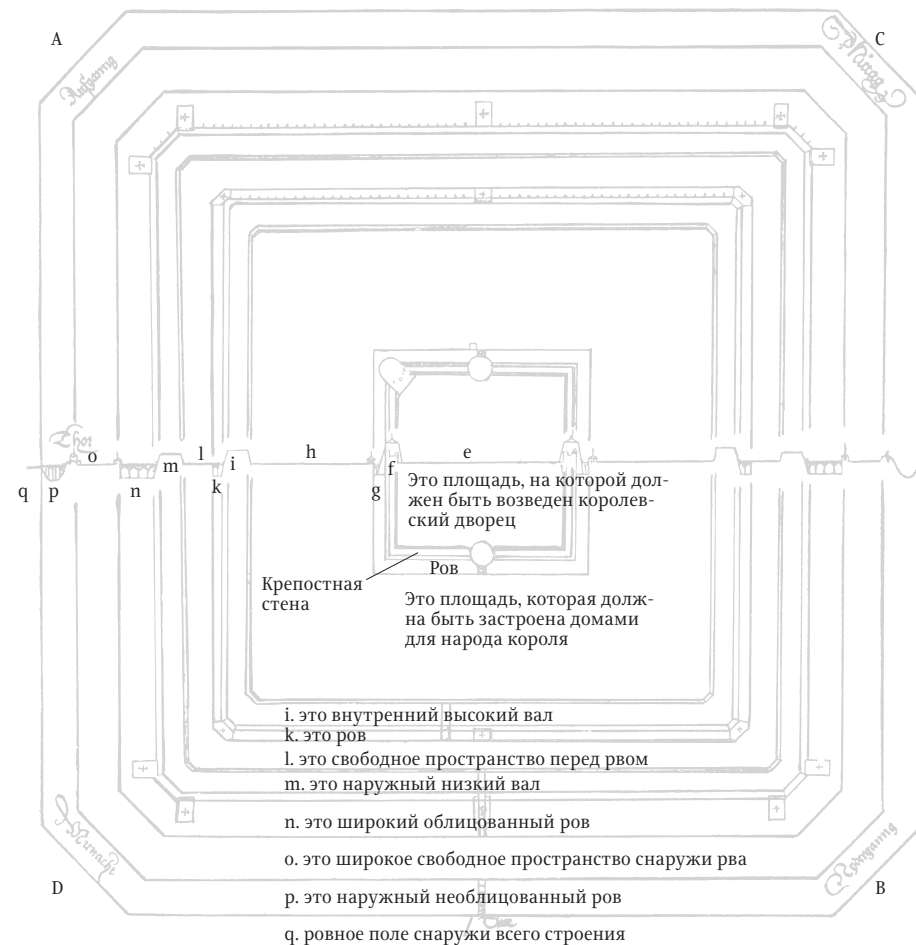 A
C
Aufgang
Mittag
Thor
o
l
h
e
m
i
f
q
p
n
k
g
Это площадь, на которой дол-
жен быть возведен королев-
ский дворец
Крепостная
стена
Ров
Это площадь, которая долж-
на быть застроена домами
для народа короля
i. это внутренний высокий вал
k. это ров
l. это свободное пространство перед рвом
m. это наружный низкий вал
n. это широкий облицованный ров
o. это широкое свободное пространство снаружи рва
p. это наружный необлицованный ров
q. ровное поле снаружи всего строения
D
B